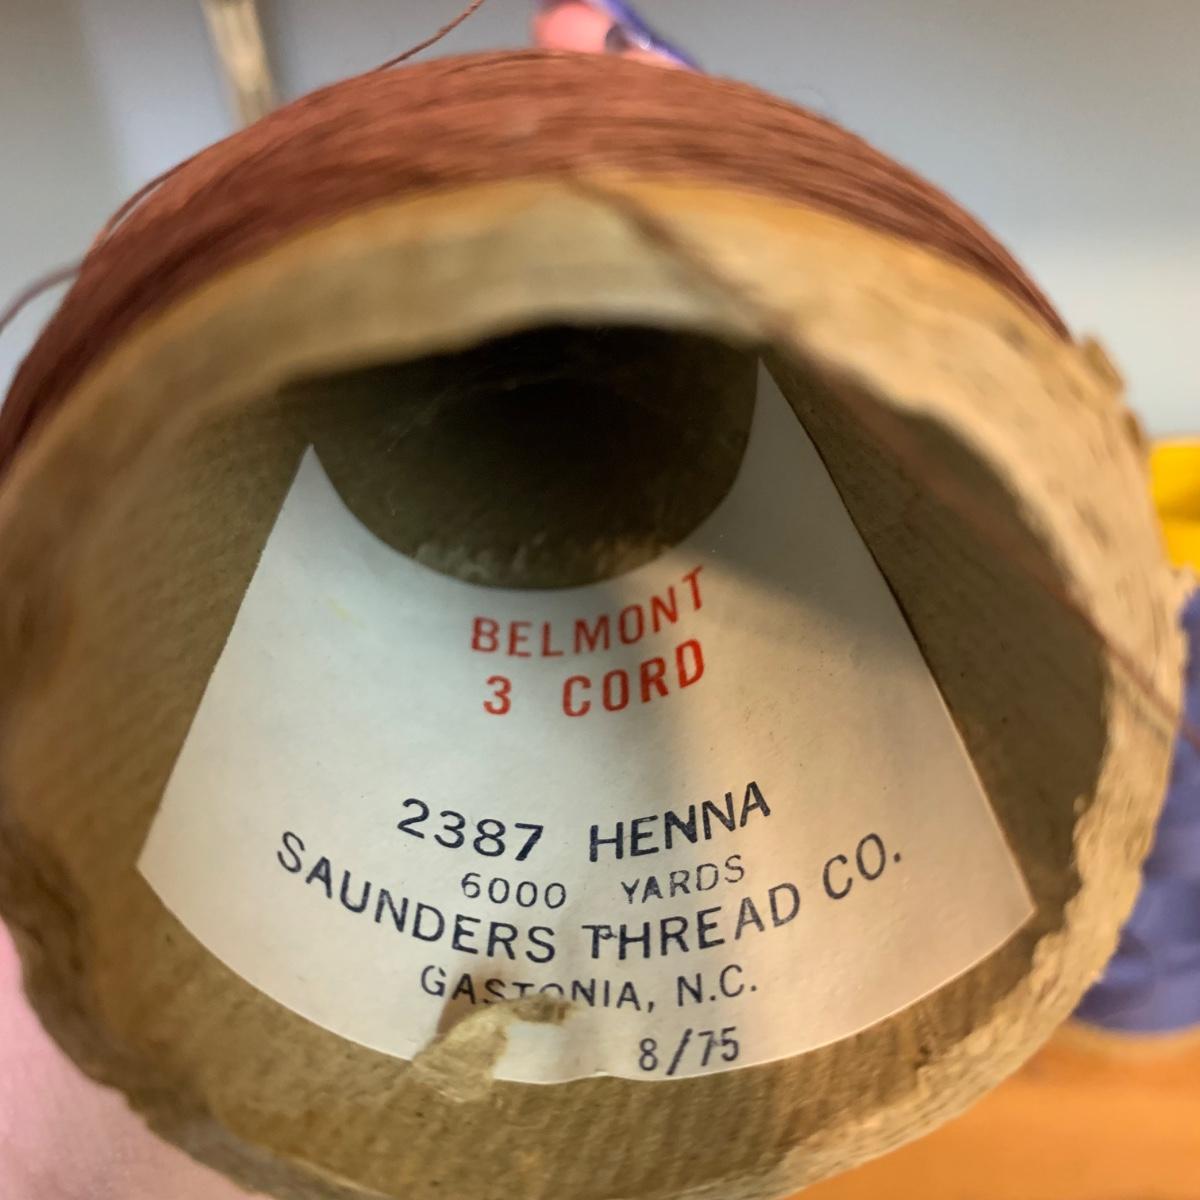 BELMONT
3 CORD
2387 HENNA
6000 YARDS
SAUNDERS THREAD CO.
GASTONIA, N.C.
8/75